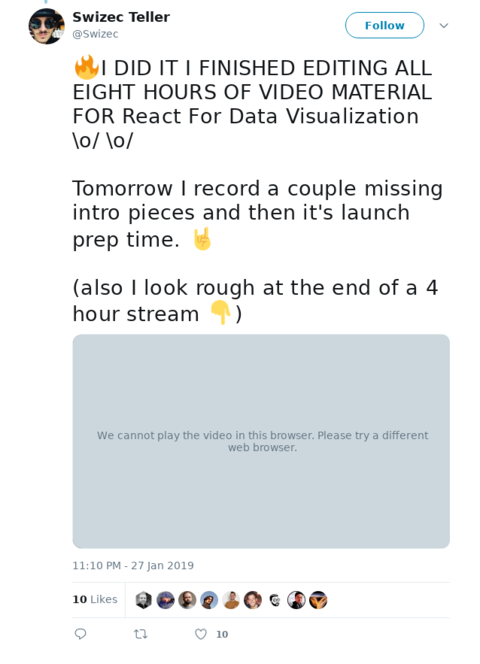 Swizec Teller
@Swizec
Follow
🔥I DID IT I FINISHED EDITING ALL
EIGHT HOURS OF VIDEO MATERIAL
FOR React For Data Visualization
\o/ \o/
Tomorrow I record a couple missing
intro pieces and then it's launch
prep time. 🤘
(also I look rough at the end of a 4
hour stream 👇)
We cannot play the video in this browser. Please try a different
web browser.
11:10 PM - 27 Jan 2019
10 Likes
10